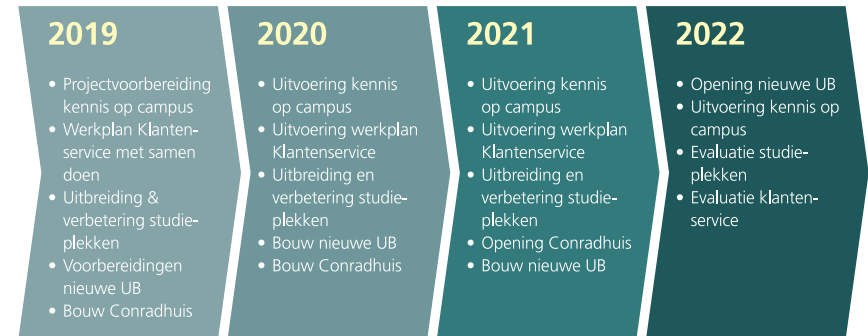 2019
• Projectvoorbereiding
kennis op campus
• Werkplan Klanten-
service met samen
doen
• Uitbreiding &
verbetering studie-
plekken
• Voorbereidingen
nieuwe UB
• Bouw Conradhuis
2020
• Uitvoering kennis
op campus
• Uitvoering werkplan
Klantenservice
• Uitbreiding en
verbetering studie-
plekken
• Bouw nieuwe UB
• Bouw Conradhuis
2021
• Uitvoering kennis
op campus
• Uitvoering werkplan
Klantenservice
• Uitbreiding en
verbetering studie-
plekken
• Opening Conradhuis
• Bouw nieuwe UB
2022
• Opening nieuwe UB
• Uitvoering kennis op
campus
• Evaluatie studie-
plekken
• Evaluatie klanten-
service